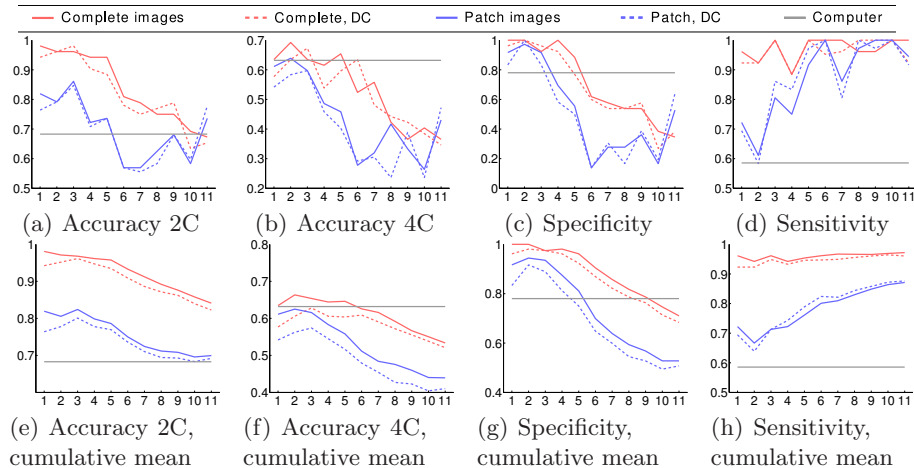 Complete images Complete, DC Patch images Patch, DC Computer
1 0.9 0.8 0.7 0.6 0.5
1 2 3 4 5 6 7 8 9 10 11
(a) Accuracy 2C
0.7 0.6 0.5 0.4 0.3 0.2
1 2 3 4 5 6 7 8 9 10 11
(b) Accuracy 4C
1 0.8 0.6 0.4 0.2 0
1 2 3 4 5 6 7 8 9 10 11
(c) Specificity
1 0.9 0.8 0.7 0.6 0.5
1 2 3 4 5 6 7 8 9 10 11
(d) Sensitivity
1 0.9 0.8 0.7 0.6
1 2 3 4 5 6 7 8 9 10 11
(e) Accuracy 2C,
cumulative mean
0.8 0.7 0.6 0.5 0.4
1 2 3 4 5 6 7 8 9 10 11
(f) Accuracy 4C,
cumulative mean
1 0.8 0.6 0.4
1 2 3 4 5 6 7 8 9 10 11
(g) Specificity,
cumulative mean
1 0.9 0.8 0.7 0.6 0.5
1 2 3 4 5 6 7 8 9 10 11
(h) Sensitivity,
cumulative mean